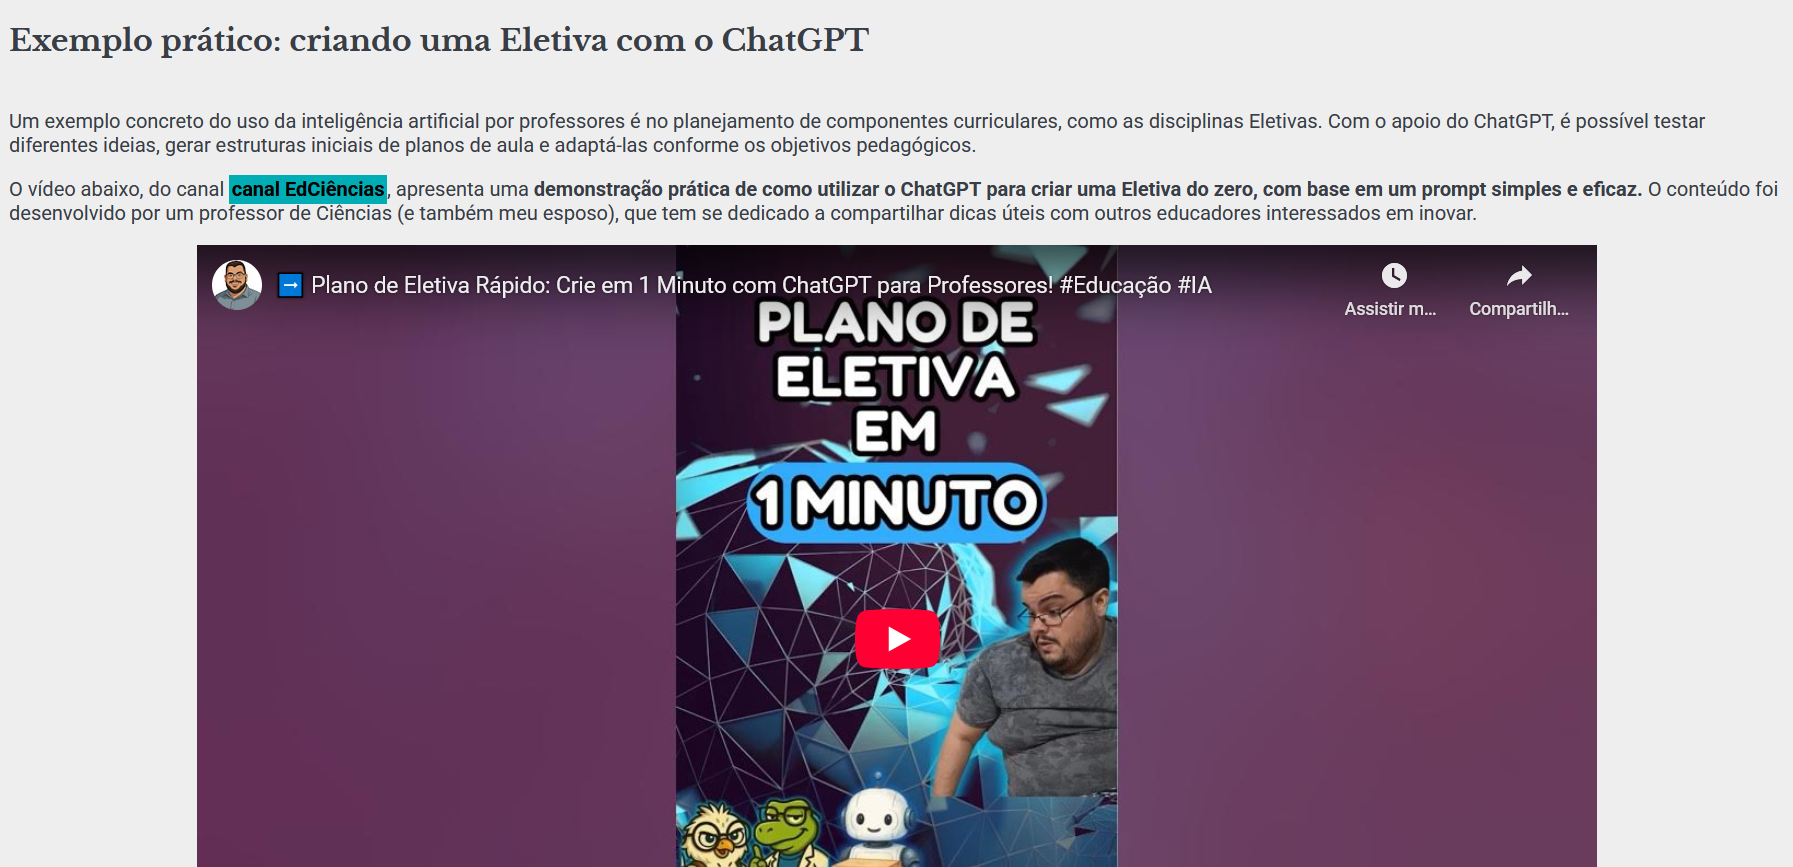 Exemplo prático: criando uma Eletiva com o ChatGPT
Um exemplo concreto do uso da inteligência artificial por professores é no planejamento de componentes curriculares, como as disciplinas Eletivas. Com o apoio do ChatGPT, é possível testar
diferentes ideias, gerar estruturas iniciais de planos de aula e adaptá-las conforme os objetivos pedagógicos.
O vídeo abaixo, do canal canal EdCiências, apresenta uma demonstração prática de como utilizar o ChatGPT para criar uma Eletiva do zero, com base em um prompt simples e eficaz. O conteúdo foi
desenvolvido por um professor de Ciências (e também meu esposo), que tem se dedicado a compartilhar dicas úteis com outros educadores interessados em inovar.
➡ Plano de Eletiva Rápido: Crie em 1 Minuto com ChatGPT para Professores! #Educação #IA
Assistir m...
Compartilh...
PLANO DE
ELETIVA
EM
1 MINUTO